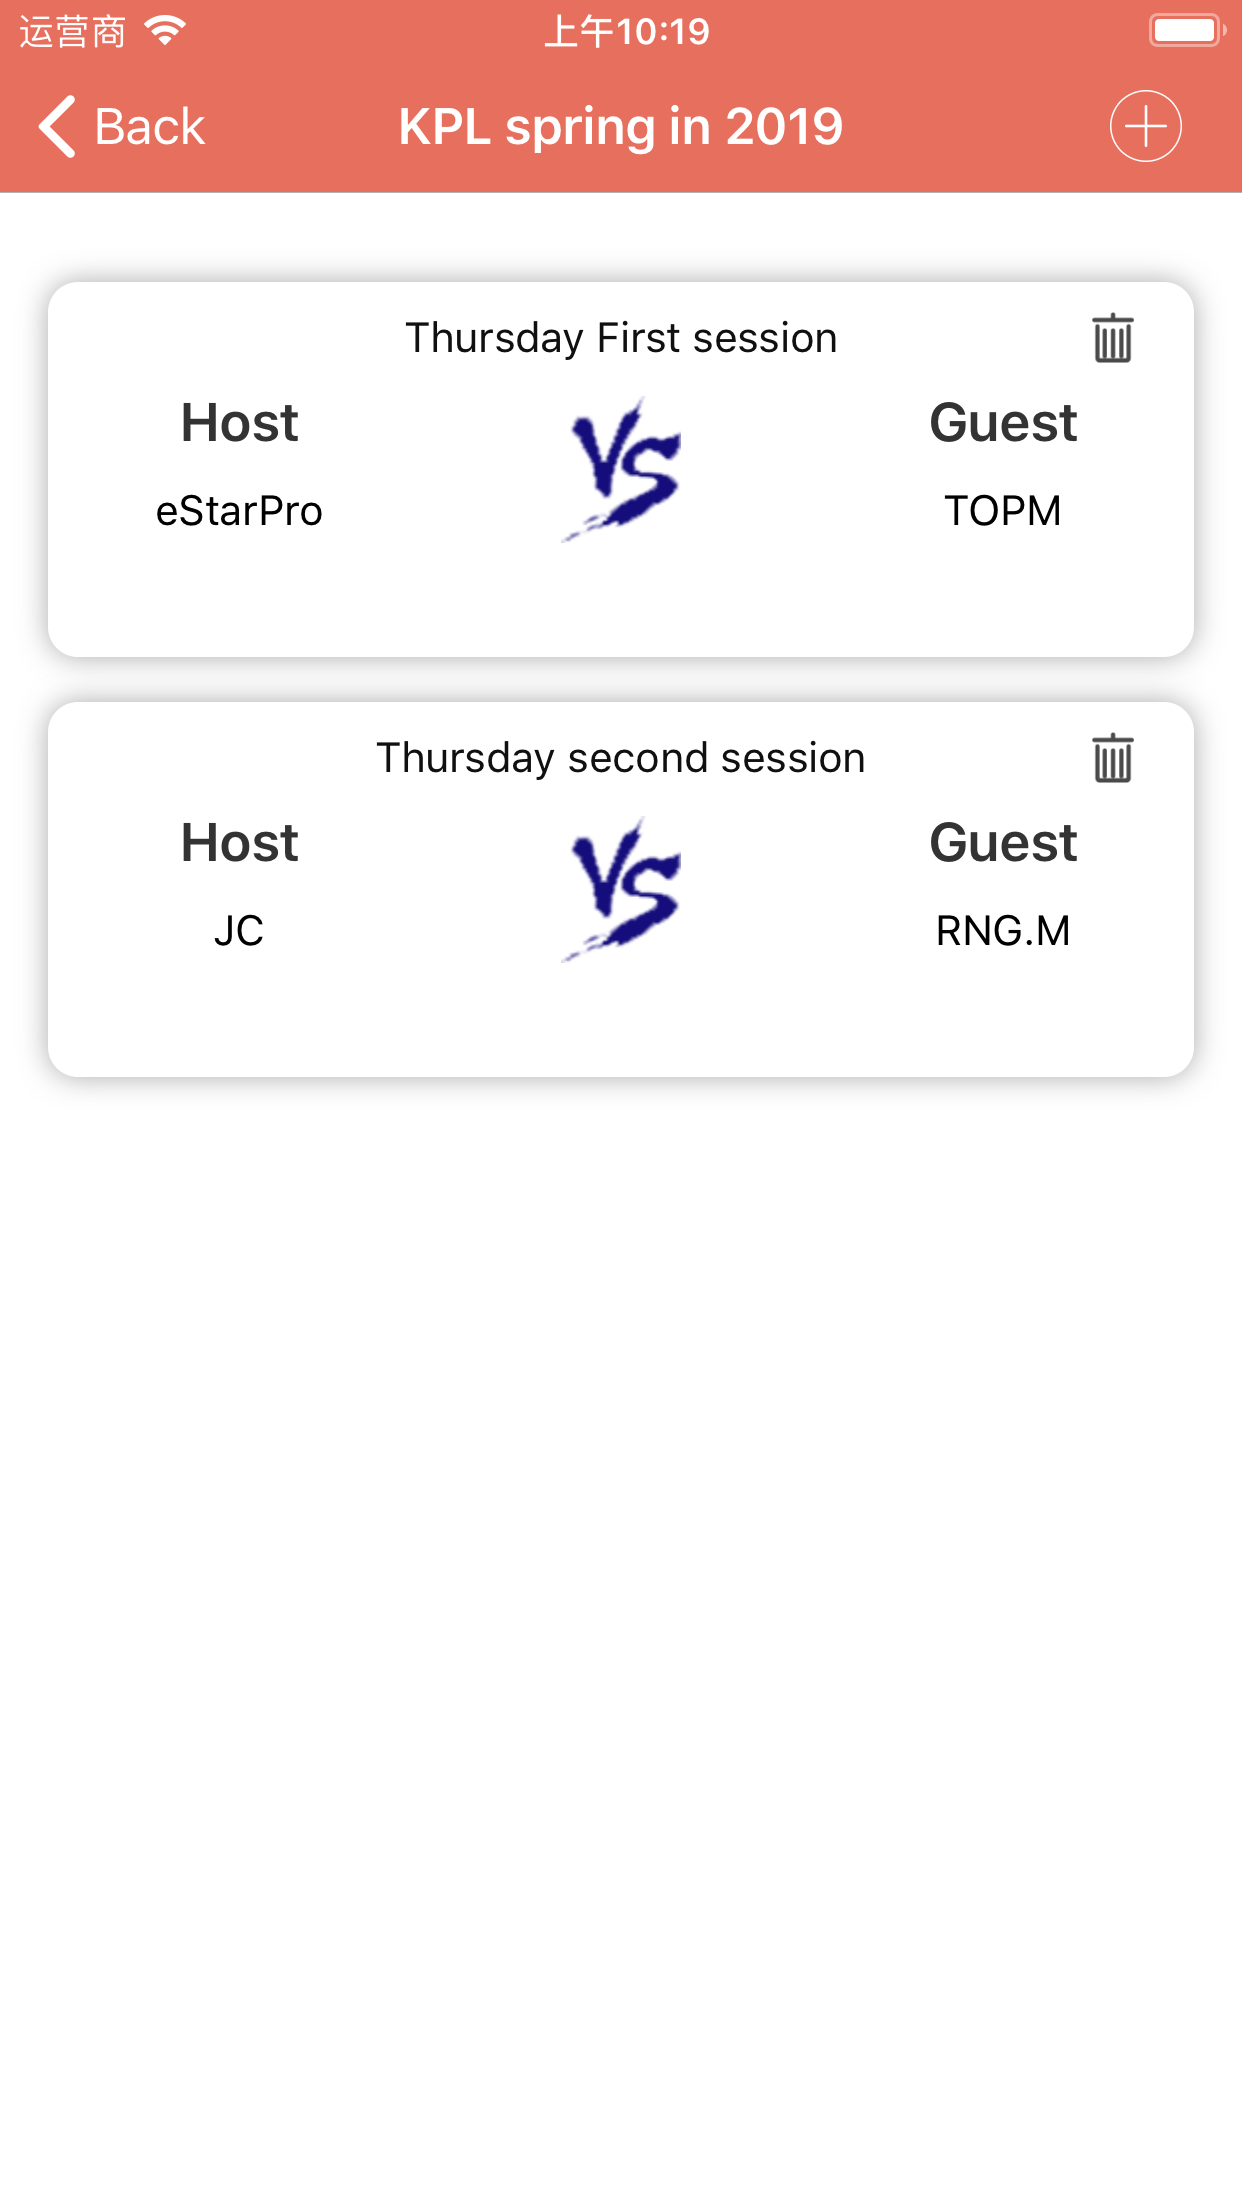 运营商 上午10:19
Back KPL spring in 2019
Thursday First session
Host VS Guest
eStarPro TOPM
Thursday second session
Host VS Guest
JC RNG.M